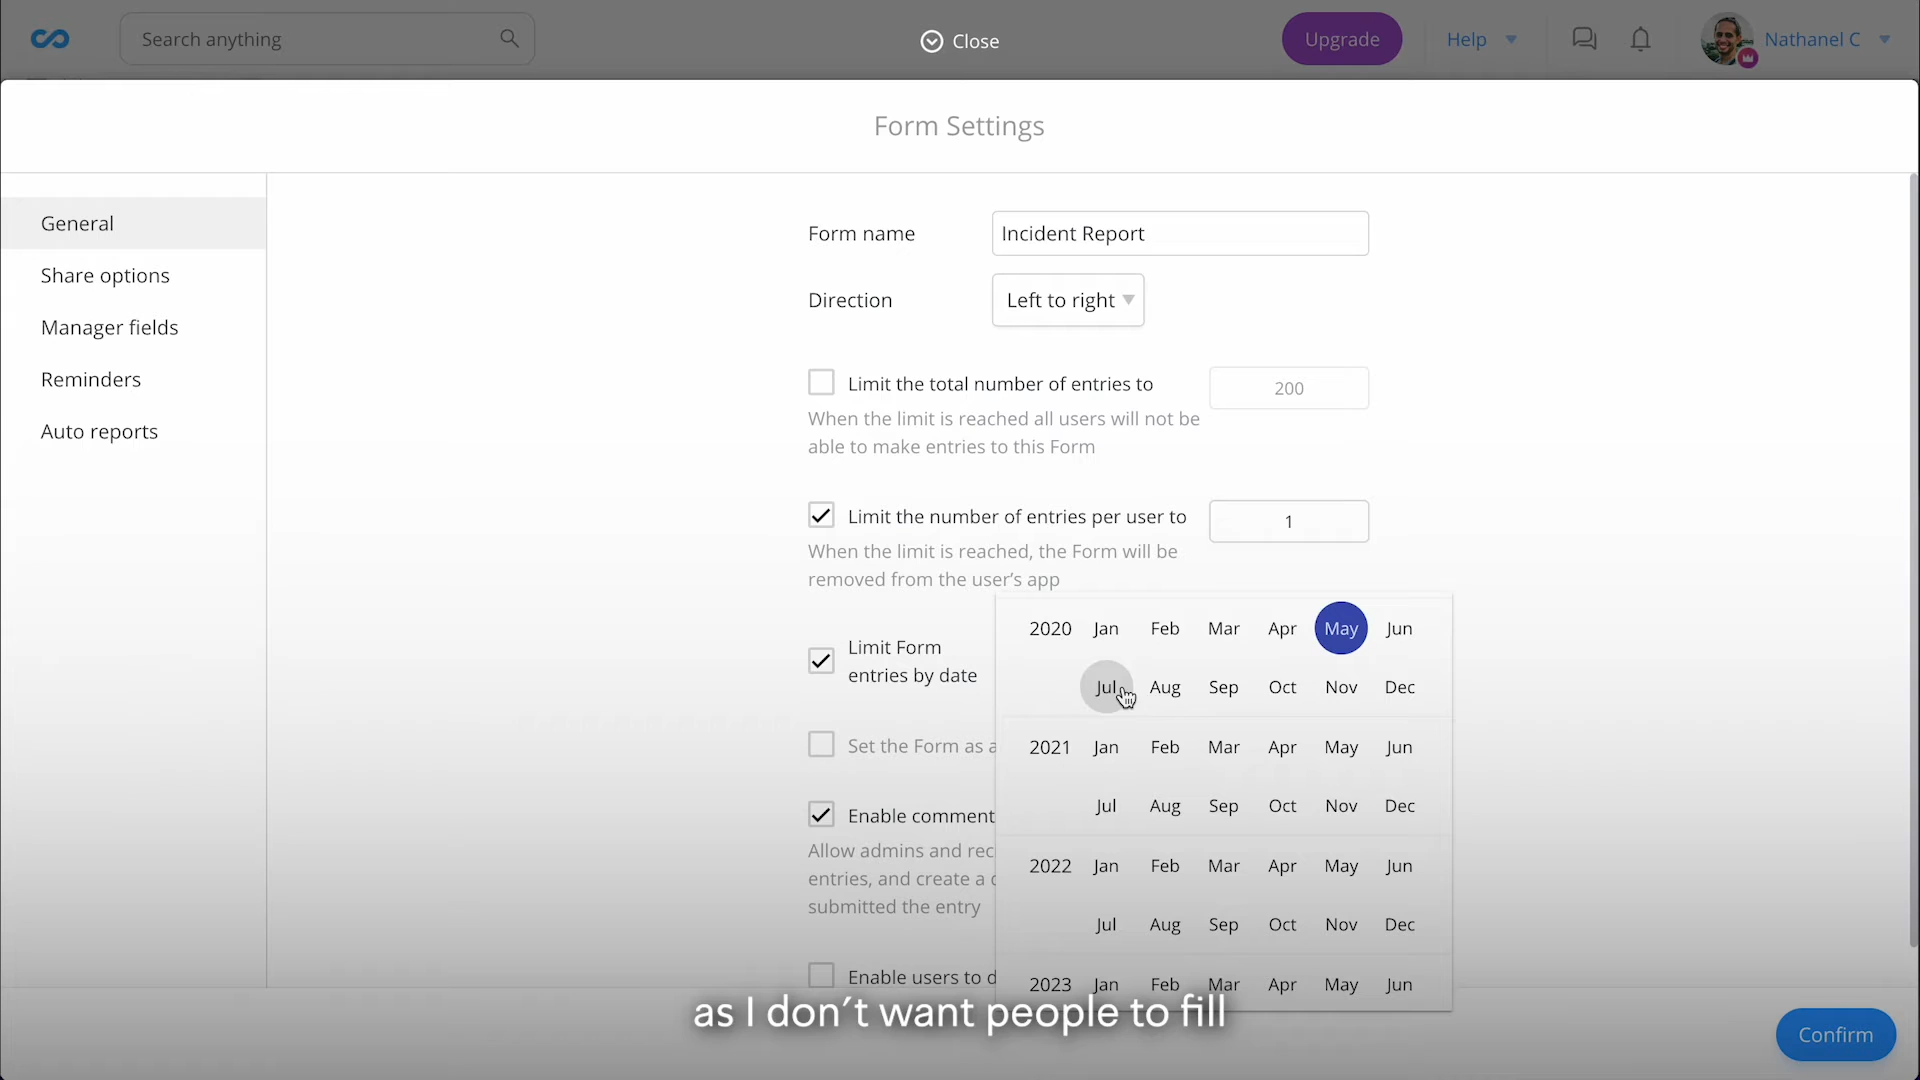 Search anything
Close
Upgrade
Help
Nathanel C
Form Settings
General
Share options
Manager fields
Reminders
Auto reports
Form name
Incident Report
Direction
Left to right
Limit the total number of entries to
200
When the limit is reached all users will not be
able to make entries to this Form
Limit the number of entries per user to
1
When the limit is reached, the Form will be
removed from the user's app
Limit Form
entries by date
Set the Form as a
Enable comment
Allow admins and rec
entries, and create a c
submitted the entry
Enable users to d
2020 Jan Feb Mar Apr May Jun
Jul Aug Sep Oct Nov Dec
2021 Jan Feb Mar Apr May Jun
Jul Aug Sep Oct Nov Dec
2022 Jan Feb Mar Apr May Jun
Jul Aug Sep Oct Nov Dec
2023 Jan Feb Mar Apr May Jun
as I don't want people to fill
Confirm